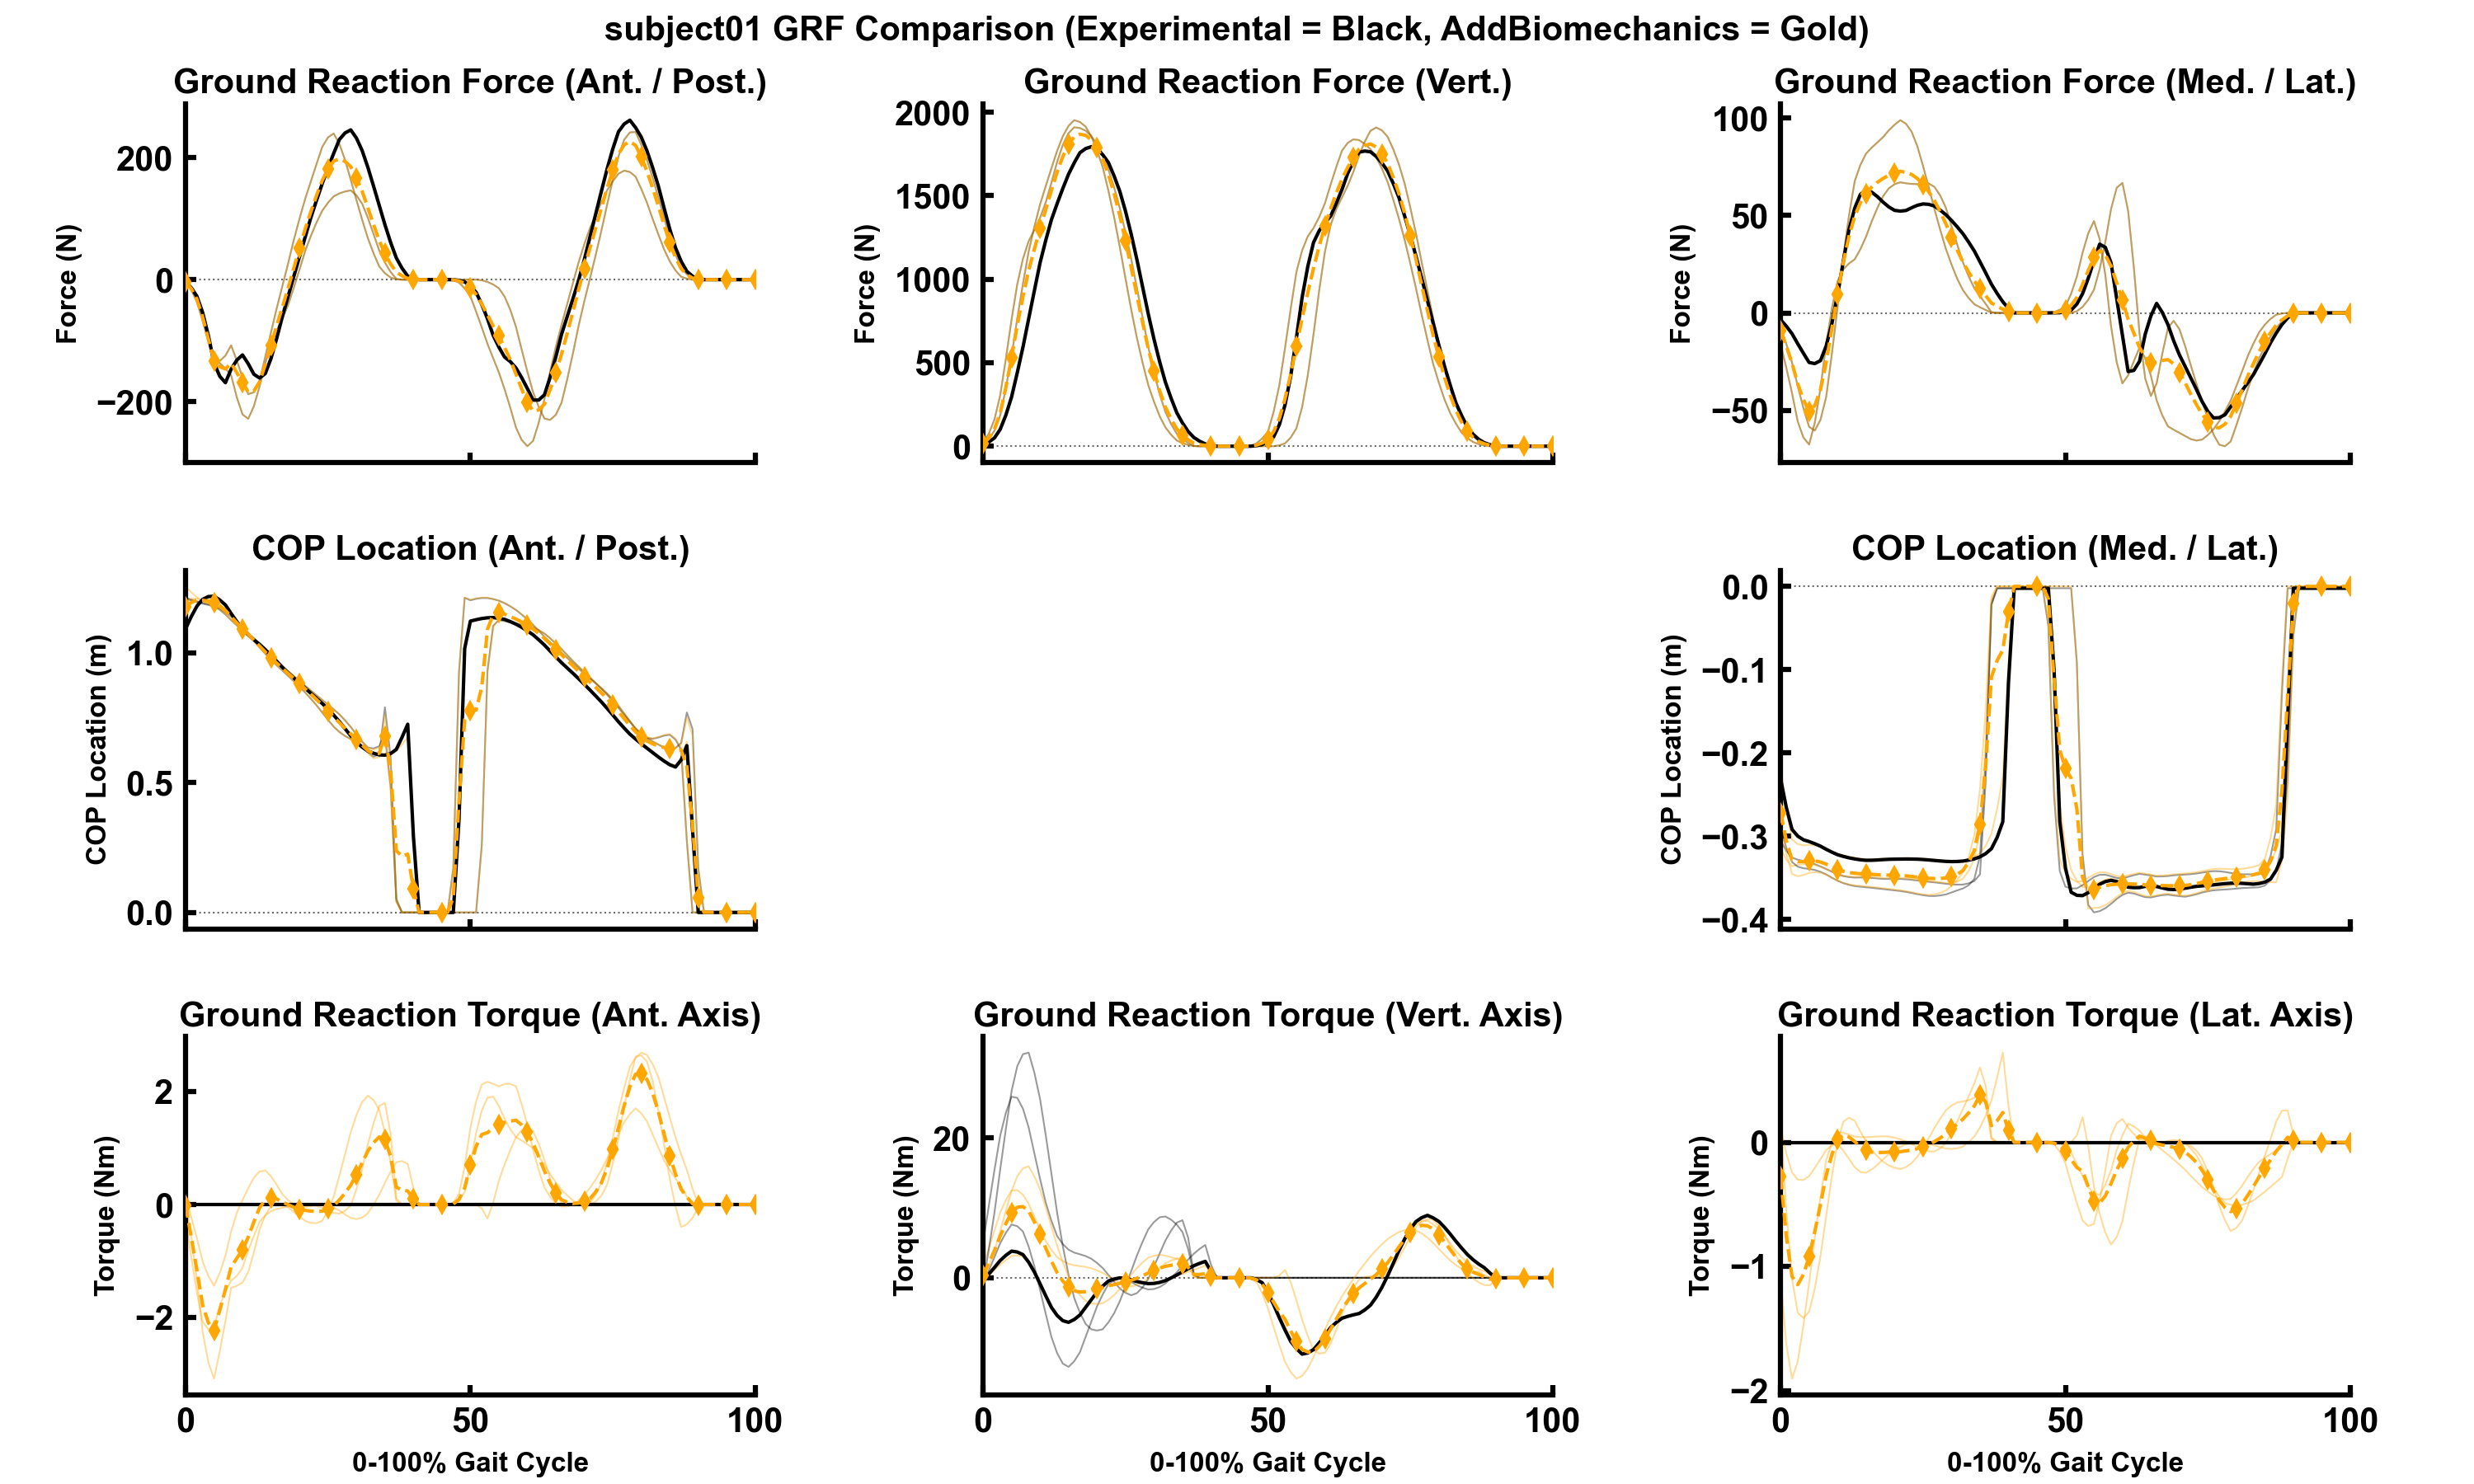 subject01 GRF Comparison (Experimental = Black, AddBiomechanics = Gold)
Ground Reaction Force (Ant. / Post.)
Force (N)
200
0
−200
Ground Reaction Force (Vert.)
Force (N)
2000
1500
1000
500
0
Ground Reaction Force (Med. / Lat.)
Force (N)
100
50
0
−50
COP Location (Ant. / Post.)
COP Location (m)
1.0
0.5
0.0
COP Location (Med. / Lat.)
COP Location (m)
0.0
−0.1
−0.2
−0.3
−0.4
Ground Reaction Torque (Ant. Axis)
Torque (Nm)
2
0
−2
0 50 100
0-100% Gait Cycle
Ground Reaction Torque (Vert. Axis)
Torque (Nm)
20
0
0 50 100
0-100% Gait Cycle
Ground Reaction Torque (Lat. Axis)
Torque (Nm)
0
−1
−2
0 50 100
0-100% Gait Cycle